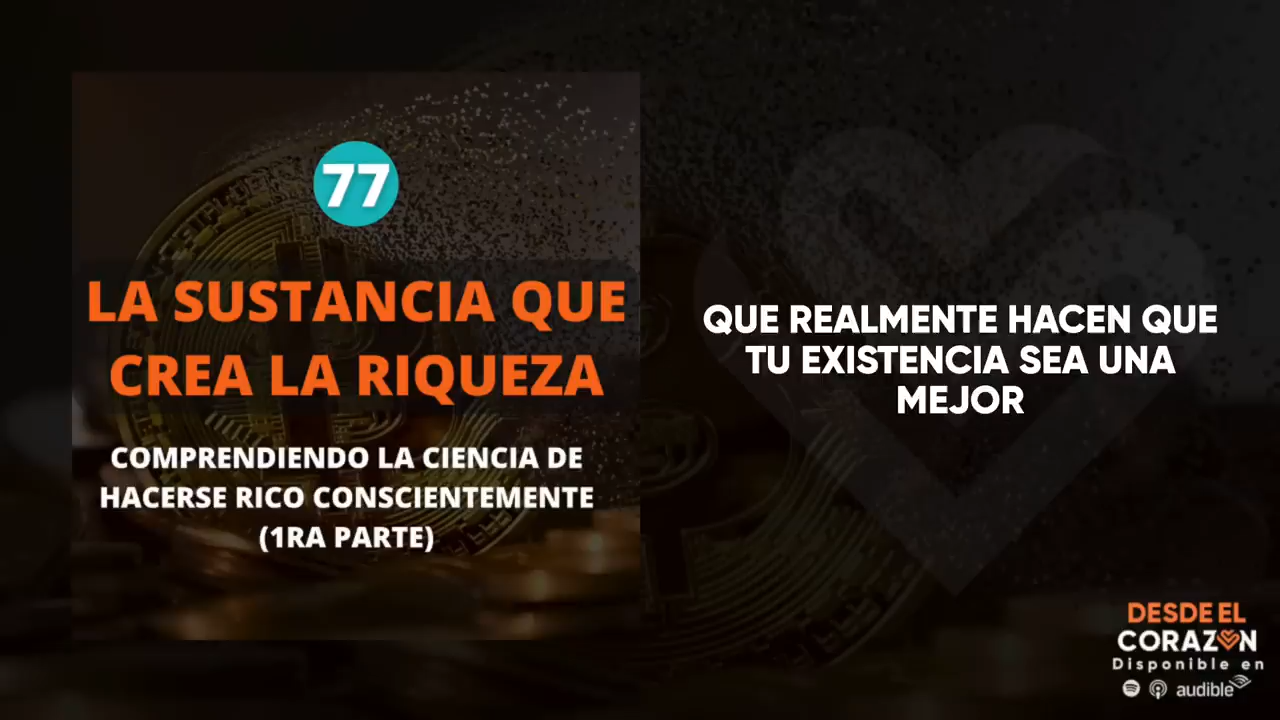 77
LA SUSTANCIA QUE
CREA LA RIQUEZA
COMPRENDIENDO LA CIENCIA DE
HACERSE RICO CONSCIENTEMENTE
(1RA PARTE)
QUE REALMENTE HACEN QUE
TU EXISTENCIA SEA UNA
MEJOR
DESDE EL
CORAZÓN
Disponible en
audible